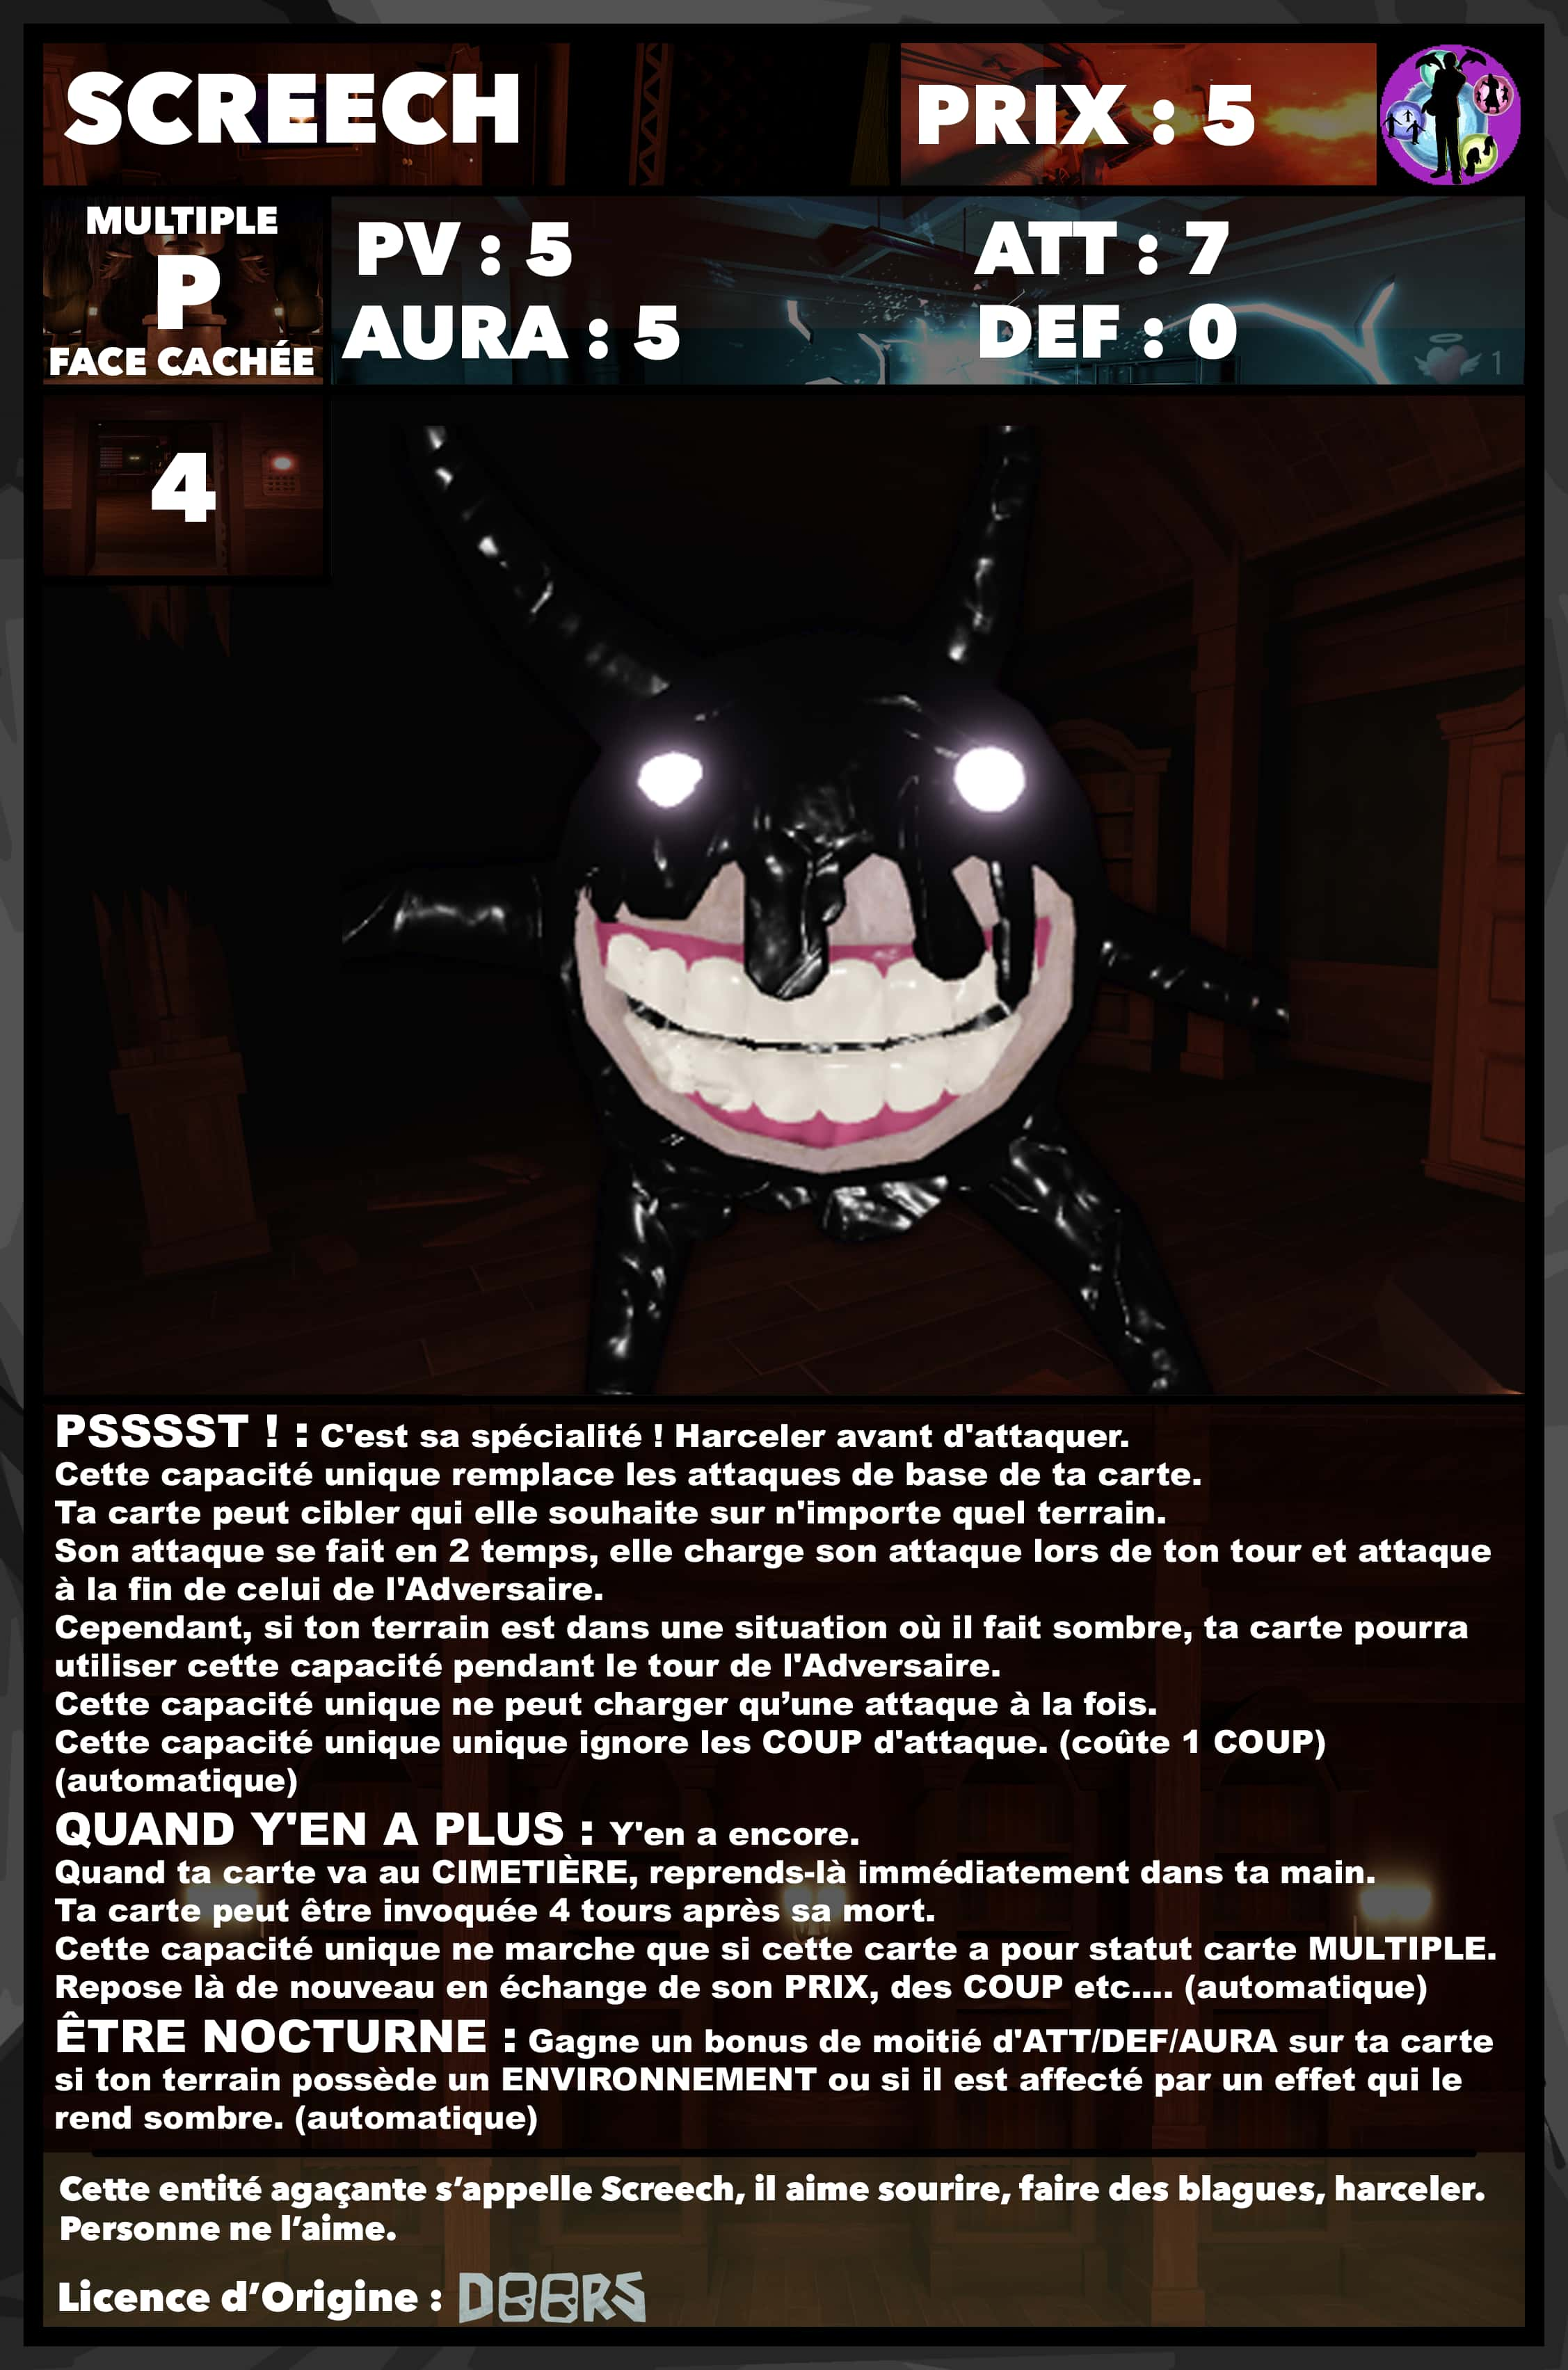 SCREECH
PRIX : 5
MULTIPLE
P
FACE CACHÉE
PV : 5
ATT : 7
AURA : 5
DEF : 0
1
4
PSSSST ! : C'est sa spécialité ! Harceler avant d'attaquer.
Cette capacité unique remplace les attaques de base de ta carte.
Ta carte peut cibler qui elle souhaite sur n'importe quel terrain.
Son attaque se fait en 2 temps, elle charge son attaque lors de ton tour et attaque
à la fin de celui de l'Adversaire.
Cependant, si ton terrain est dans une situation où il fait sombre, ta carte pourra
utiliser cette capacité pendant le tour de l'Adversaire.
Cette capacité unique ne peut charger qu’une attaque à la fois.
Cette capacité unique unique ignore les COUP d'attaque. (coûte 1 COUP)
(automatique)
QUAND Y'EN A PLUS : Y'en a encore.
Quand ta carte va au CIMETIÈRE, reprends-là immédiatement dans ta main.
Ta carte peut être invoquée 4 tours après sa mort.
Cette capacité unique ne marche que si cette carte a pour statut carte MULTIPLE.
Repose là de nouveau en échange de son PRIX, des COUP etc.... (automatique)
ÊTRE NOCTURNE : Gagne un bonus de moitié d'ATT/DEF/AURA sur ta carte
si ton terrain possède un ENVIRONNEMENT ou si il est affecté par un effet qui le
rend sombre. (automatique)
Cette entité agaçante s’appelle Screech, il aime sourire, faire des blagues, harceler.
Personne ne l’aime.
Licence d’Origine : DOORS